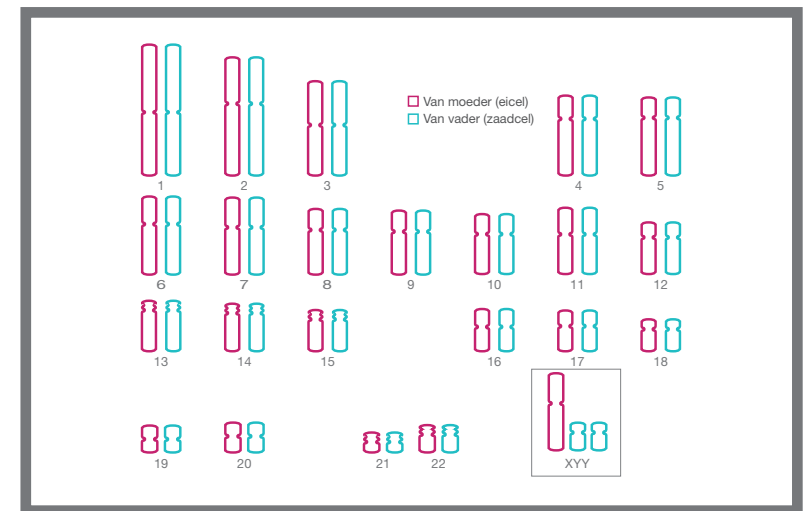 Van moeder (eicel)
Van vader (zaadcel)
1 2 3 4 5
6 7 8 9 10 11 12
13 14 15 16 17 18
19 20 21 22 XYY